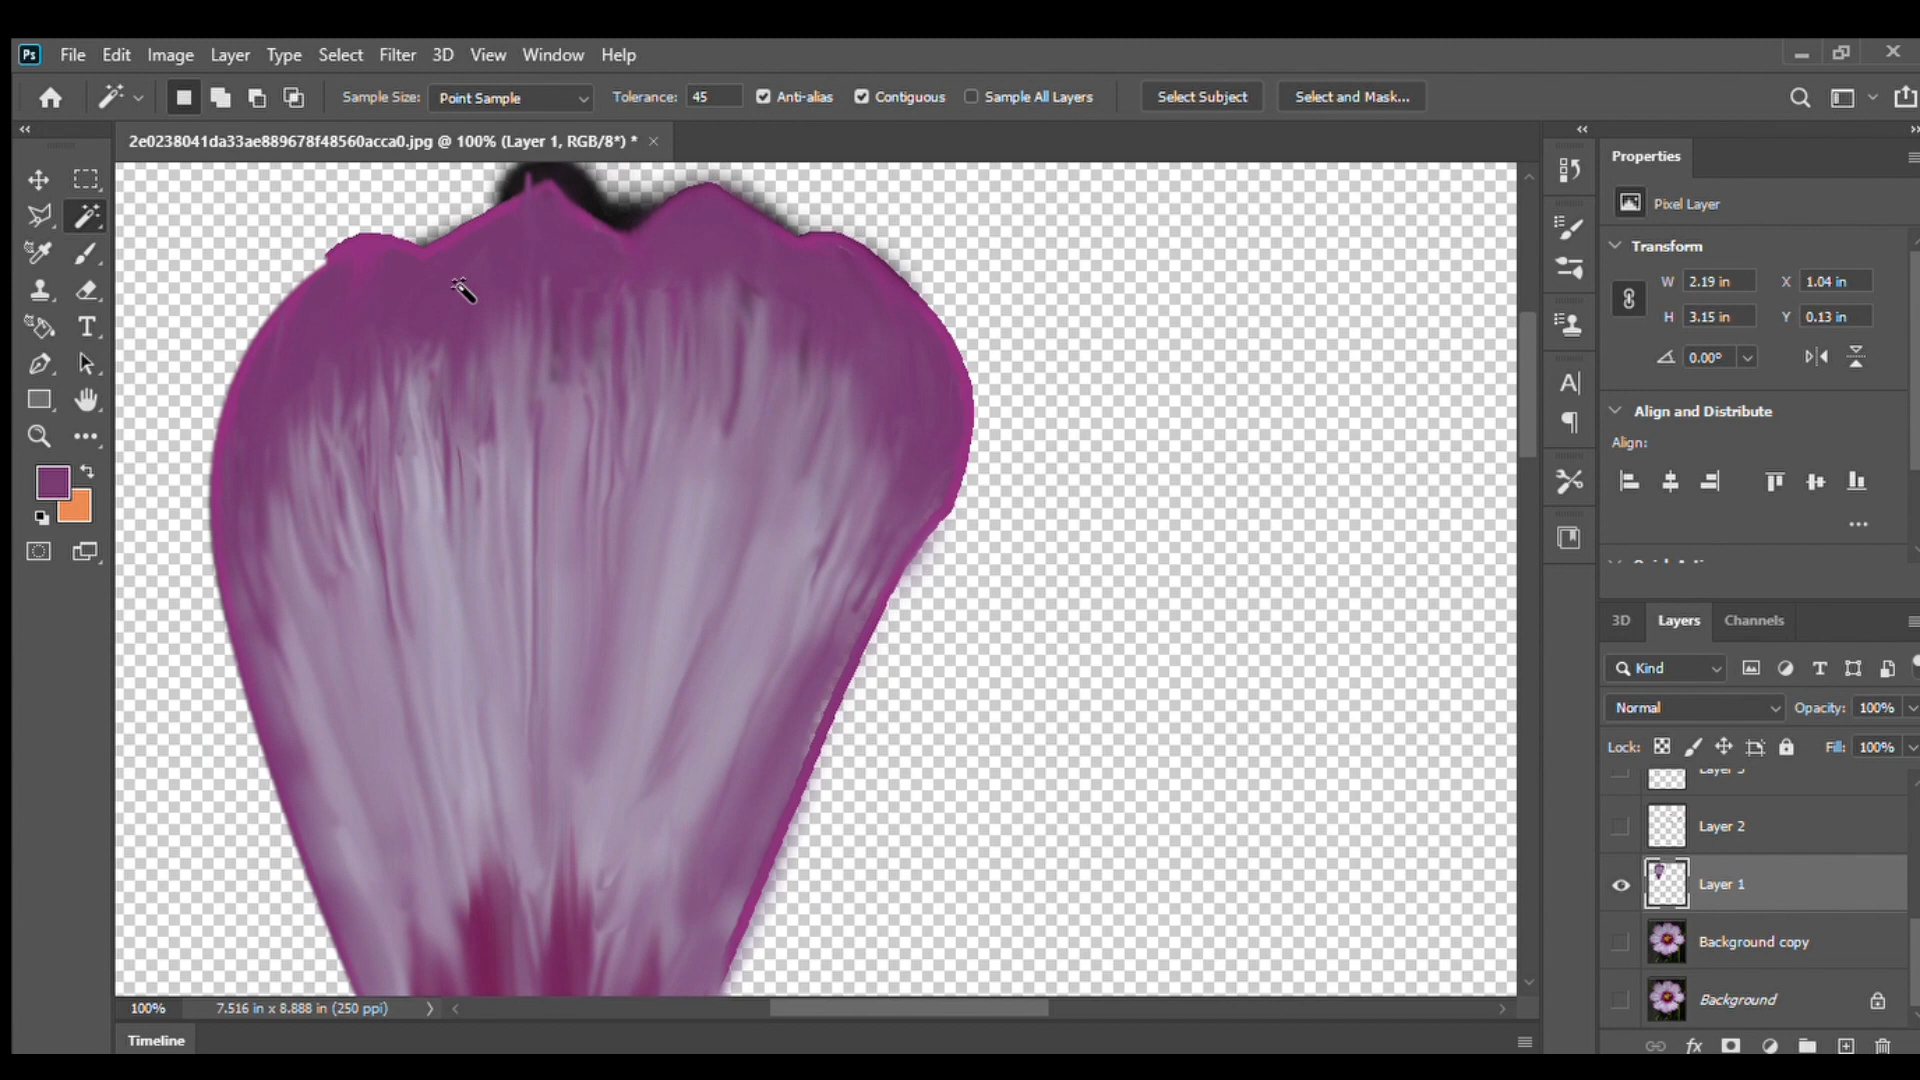 Ps File Edit Image Layer Type Select Filter 3D View Window Help
Sample Size: Point Sample Tolerance: 45 Anti-alias Contiguous Sample All Layers Select Subject Select and Mask...
2e0238041da33ae889678f48560acca0.jpg @ 100% (Layer 1, RGB/8*) *
Properties
Pixel Layer
Transform
W 2.19 in X 1.04 in
H 3.15 in Y 0.13 in
0.00°
Align and Distribute
Align:
3D Layers Channels
Kind
Normal Opacity: 100%
Lock: Fill: 100%
Layer 2
Layer 1
Background copy
Background
100% 7.516 in x 8.888 in (250 ppi)
Timeline